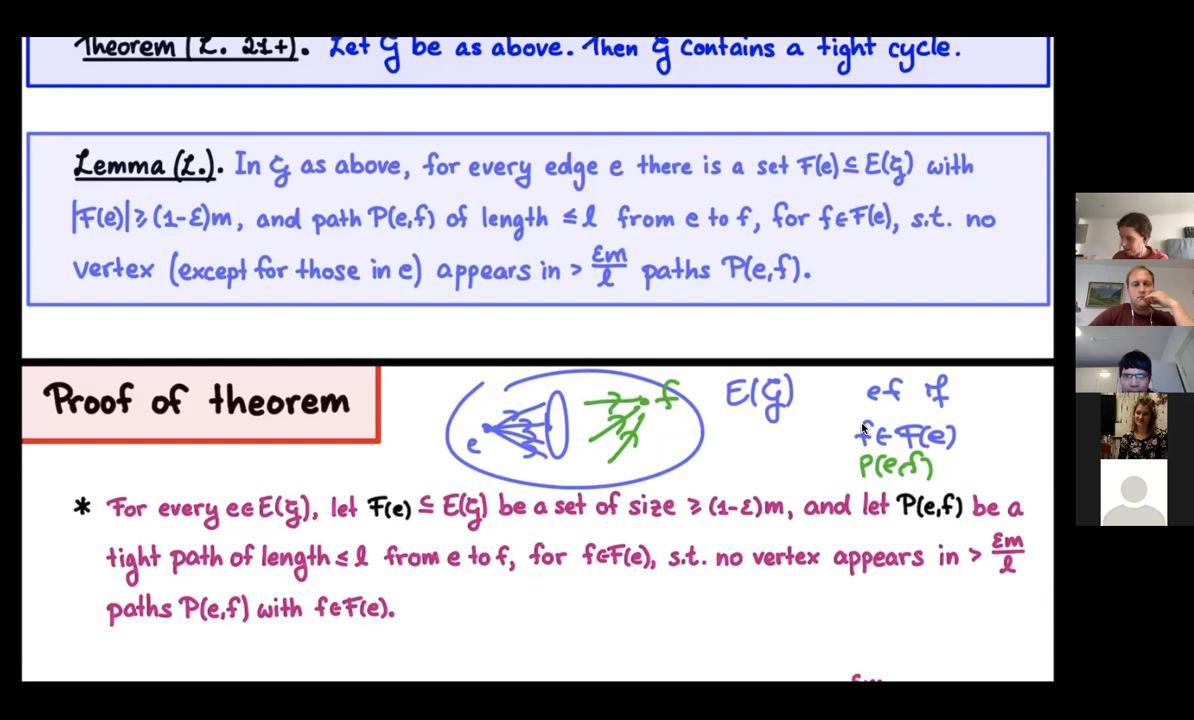 Theorem (L. 21+). Let G be as above. Then G contains a tight cycle.
Lemma (L.). In G as above, for every edge e there is a set F(e) ⊆ E(G) with
|F(e)| ≥ (1-ε)m, and path P(e,f) of length ≤ l from e to f, for f∈F(e), s.t. no
vertex (except for those in e) appears in > εm/l paths P(e,f).
Proof of theorem
e
f
E(G)
ef if
f∈F(e)
P(e,f)
* For every e∈E(G), let F(e) ⊆ E(G) be a set of size ≥ (1-ε)m, and let P(e,f) be a
tight path of length ≤ l from e to f, for f∈F(e), s.t. no vertex appears in > εm/l
paths P(e,f) with f∈F(e).